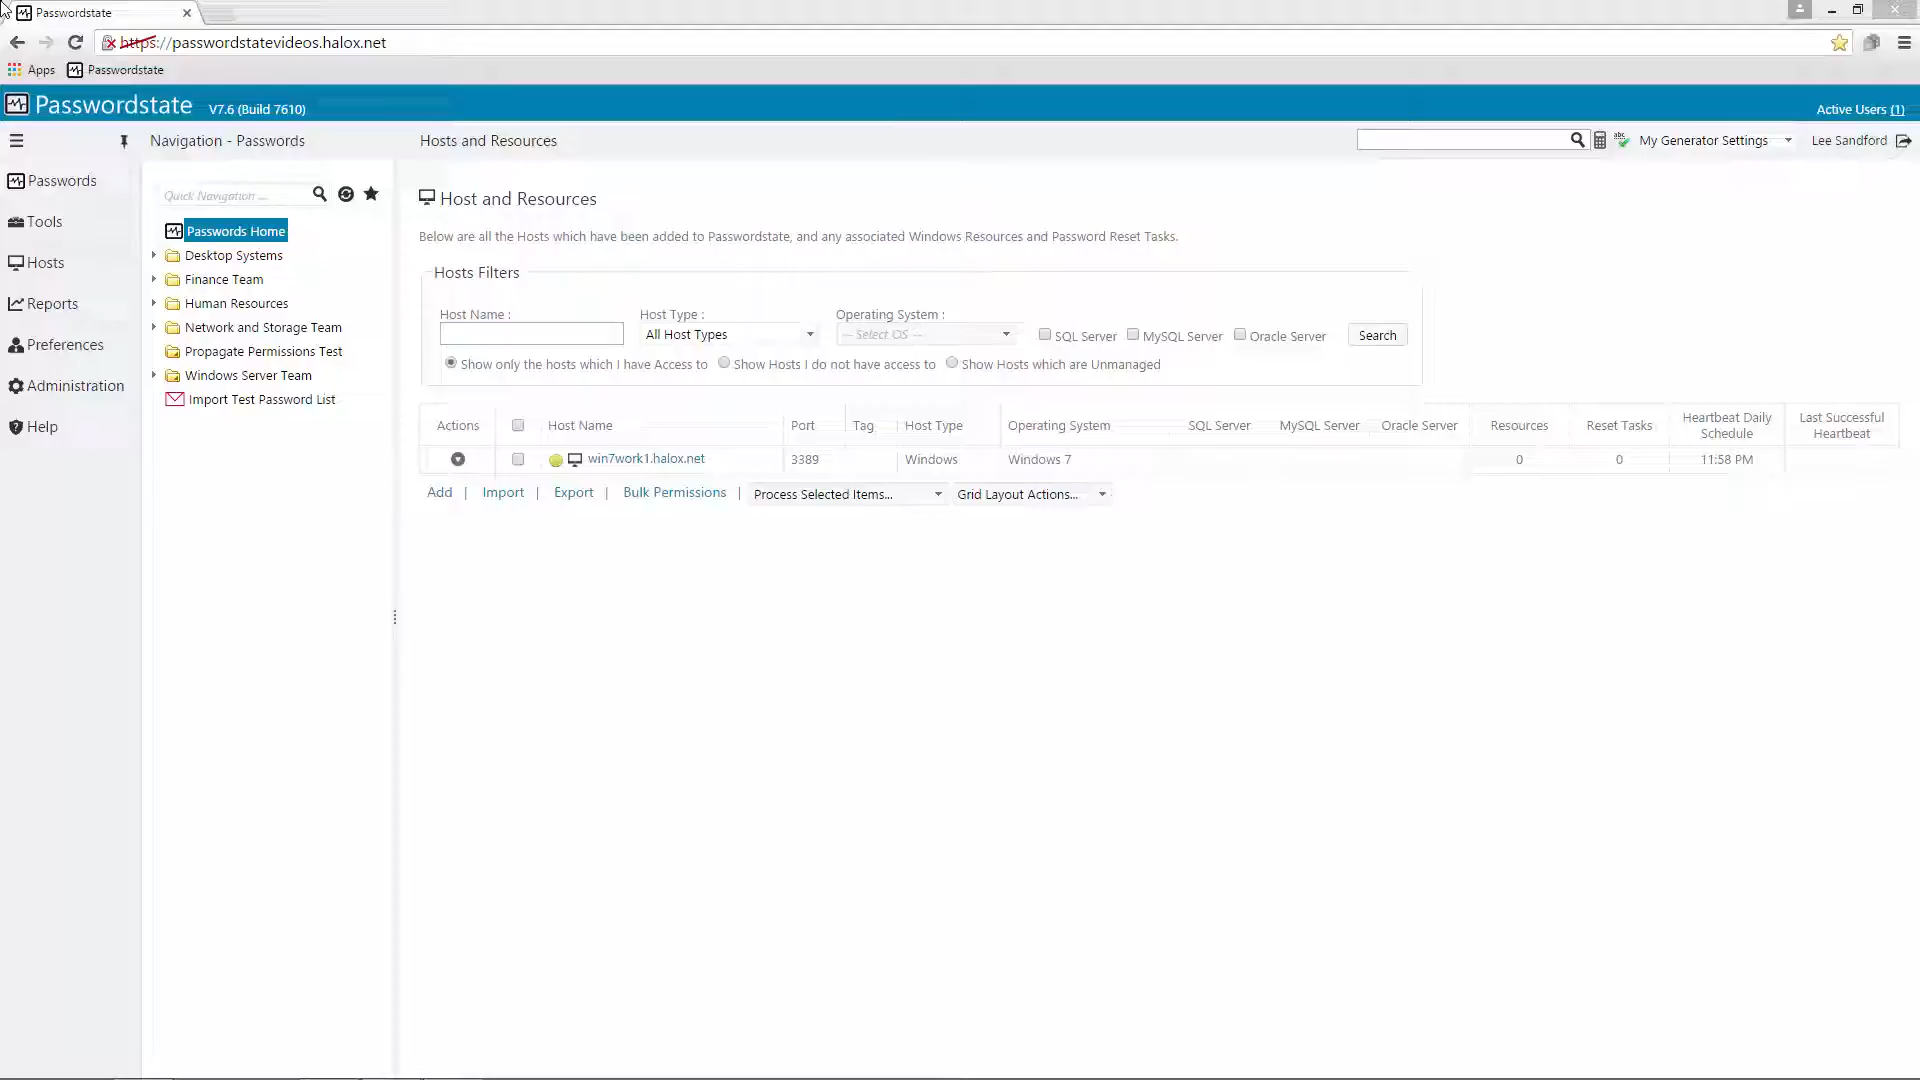 Passwordstate
https://passwordstatevideos.halox.net
Apps Passwordstate
Passwordstate V7.6 (Build 7610) Active Users (1)
Navigation - Passwords Hosts and Resources My Generator Settings Lee Sandford
Passwords
Tools
Hosts
Reports
Preferences
Administration
Help
Quick Navigation ...
Passwords Home
Desktop Systems
Finance Team
Human Resources
Network and Storage Team
Propagate Permissions Test
Windows Server Team
Import Test Password List
Host and Resources
Below are all the Hosts which have been added to Passwordstate, and any associated Windows Resources and Password Reset Tasks.
Hosts Filters
Host Name : Host Type : Operating System :
All Host Types -- Select OS -- SQL Server MySQL Server Oracle Server Search
Show only the hosts which I have Access to Show Hosts I do not have access to Show Hosts which are Unmanaged
Actions Host Name Port Tag Host Type Operating System SQL Server MySQL Server Oracle Server Resources Reset Tasks Heartbeat Daily Schedule Last Successful Heartbeat
win7work1.halox.net 3389 Windows Windows 7 0 0 11:58 PM
Add | Import | Export | Bulk Permissions | Process Selected Items... Grid Layout Actions...